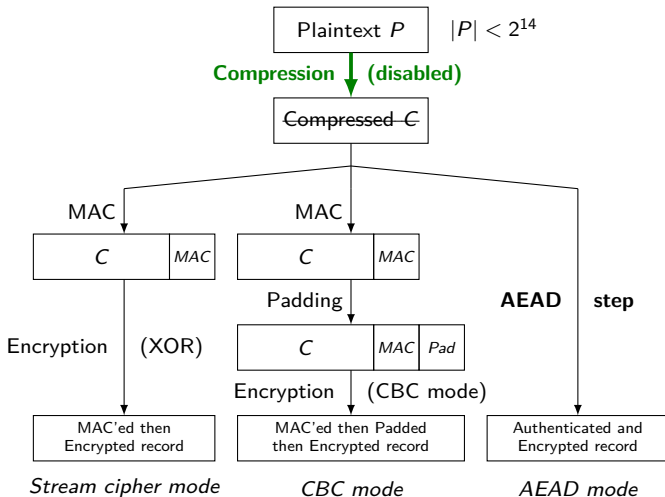 Plaintext P
|P| < 2^14
Compression (disabled)
Compressed C
MAC
MAC
C
MAC
C
MAC
Padding
AEAD step
C
MAC
Pad
Encryption (XOR)
Encryption (CBC mode)
MAC'ed then
Encrypted record
MAC'ed then Padded
then Encrypted record
Authenticated and
Encrypted record
Stream cipher mode
CBC mode
AEAD mode